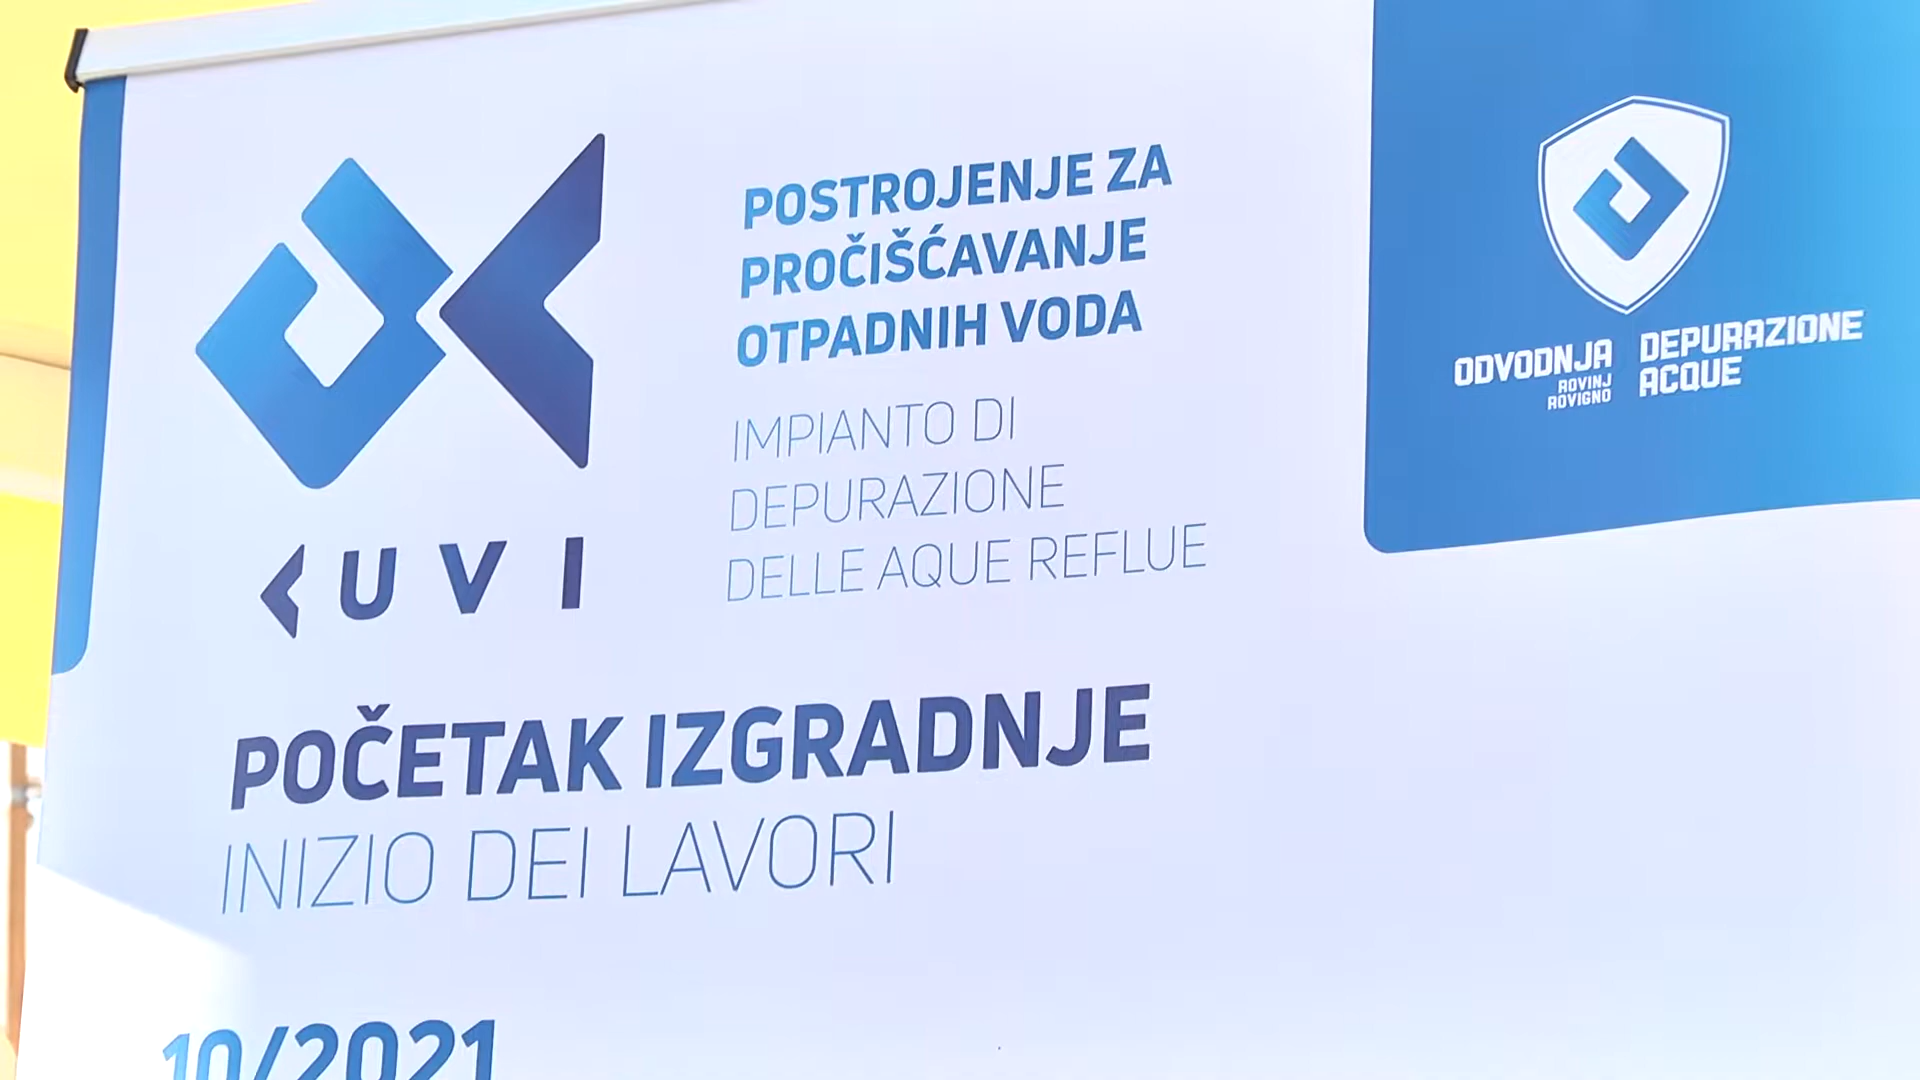 POSTROJENJE ZA
PROČIŠĆAVANJE
OTPADNIH VODA
IMPIANTO DI
DEPURAZIONE
DELLE AQUE REFLUE
KUVI
POČETAK IZGRADNJE
INIZIO DEI LAVORI
10/2021
ODVODNJA
ROVINJ
ROVIGNO
DEPURAZIONE
ACQUE